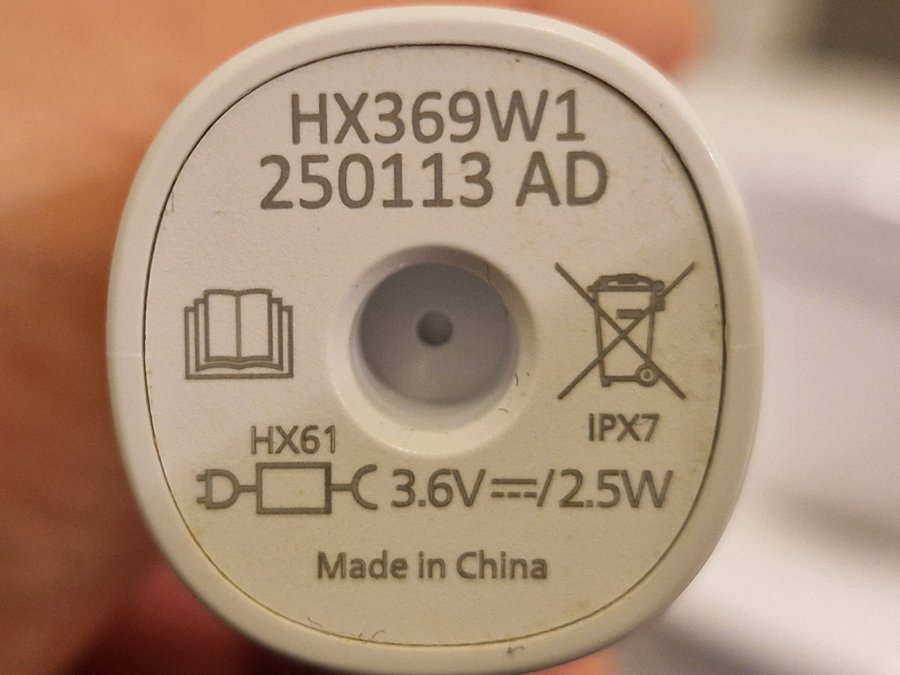 HX369W1
250113 AD
IPX7
HX61
3.6V⎓/2.5W
Made in China